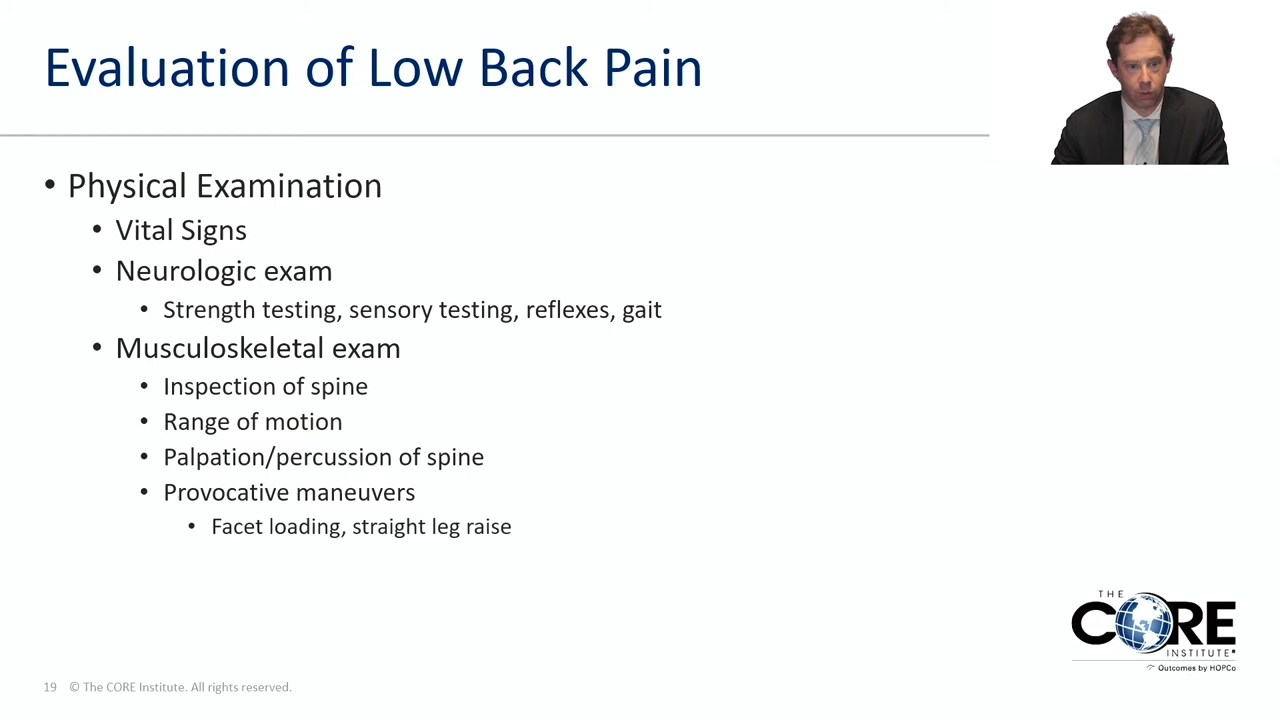 Evaluation of Low Back Pain
• Physical Examination
• Vital Signs
• Neurologic exam
• Strength testing, sensory testing, reflexes, gait
• Musculoskeletal exam
• Inspection of spine
• Range of motion
• Palpation/percussion of spine
• Provocative maneuvers
• Facet loading, straight leg raise
THE
CORE
INSTITUTE®
Outcomes by HOPCo
19 © The CORE Institute. All rights reserved.